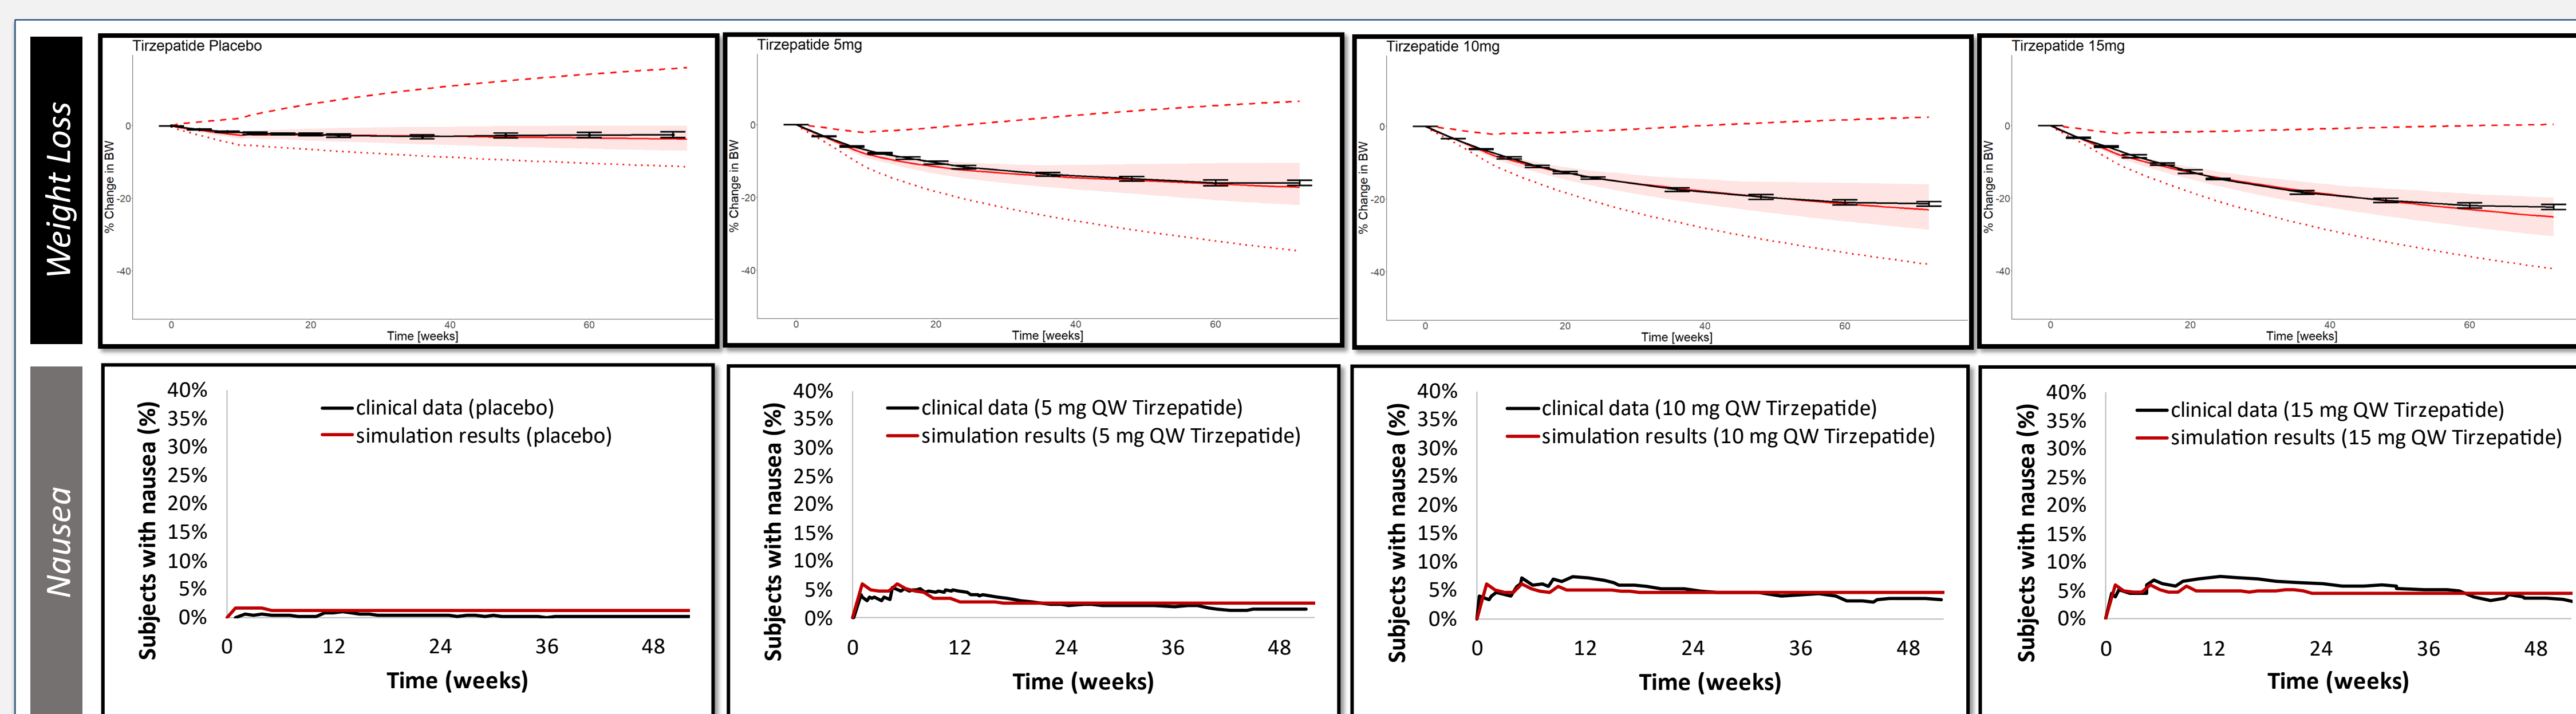 Weight Loss
Tirzepatide Placebo
% Change in BW
0
-20
-40
0 20 40 60
Time [weeks]
Tirzepatide 5mg
% Change in BW
0
-20
-40
0 20 40 60
Time [weeks]
Tirzepatide 10mg
% Change in BW
0
-20
-40
0 20 40 60
Time [weeks]
Tirzepatide 15mg
% Change in BW
0
-20
-40
0 20 40 60
Time [weeks]
Nausea
Subjects with nausea (%)
40%
35%
30%
25%
20%
15%
10%
5%
0%
clinical data (placebo)
simulation results (placebo)
0 12 24 36 48
Time (weeks)
Subjects with nausea (%)
40%
35%
30%
25%
20%
15%
10%
5%
0%
clinical data (5 mg QW Tirzepatide)
simulation results (5 mg QW Tirzepatide)
0 12 24 36 48
Time (weeks)
Subjects with nausea (%)
40%
35%
30%
25%
20%
15%
10%
5%
0%
clinical data (10 mg QW Tirzepatide)
simulation results (10 mg QW Tirzepatide)
0 12 24 36 48
Time (weeks)
Subjects with nausea (%)
40%
35%
30%
25%
20%
15%
10%
5%
0%
clinical data (15 mg QW Tirzepatide)
simulation results (15 mg QW Tirzepatide)
0 12 24 36 48
Time (weeks)